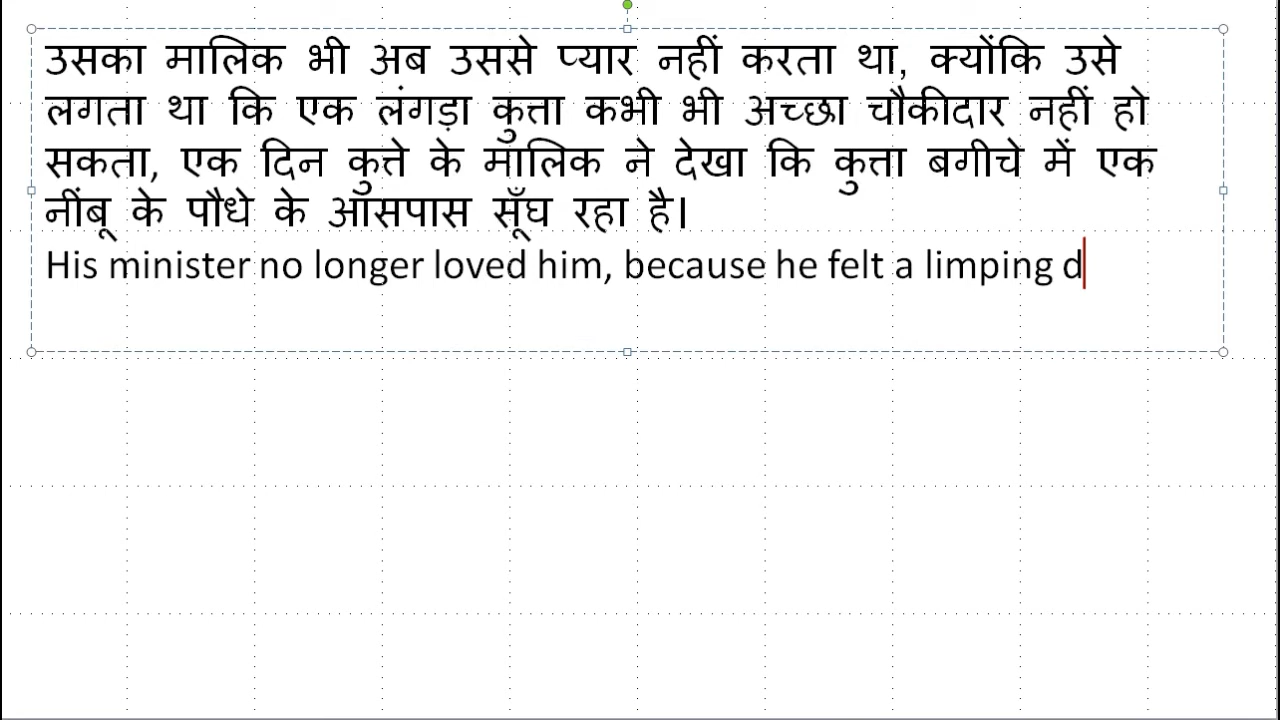 उसका मालिक भी अब उससे प्यार नहीं करता था, क्योंकि उसे
लगता था कि एक लंगड़ा कुत्ता कभी भी अच्छा चौकीदार नहीं हो
सकता, एक दिन कुत्ते के मालिक ने देखा कि कुत्ता बगीचे में एक
नींबू के पौधे के आसपास सूँघ रहा है।
His minister no longer loved him, because he felt a limping d